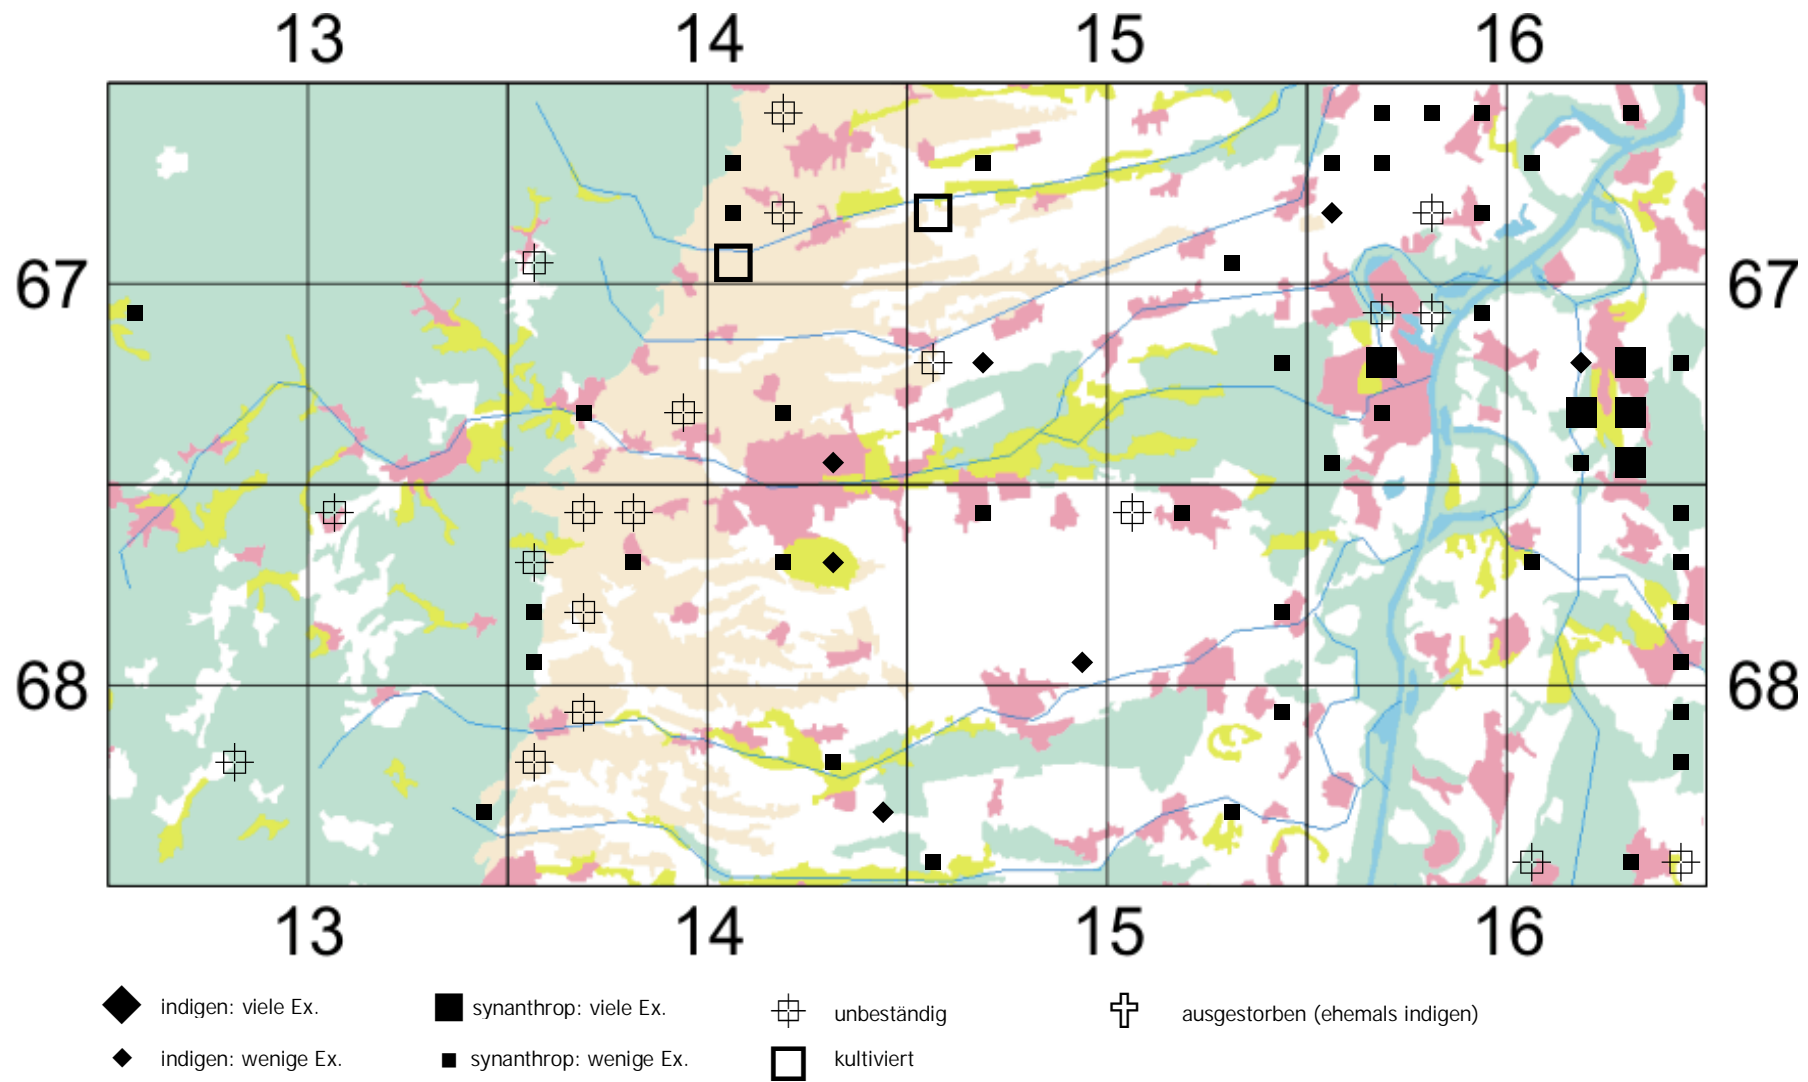 13 14 15 16
67 67
68 68
13 14 15 16
indigen: viele Ex. synanthrop: viele Ex. unbeständig ausgestorben (ehemals indigen)
indigen: wenige Ex. synanthrop: wenige Ex. kultiviert